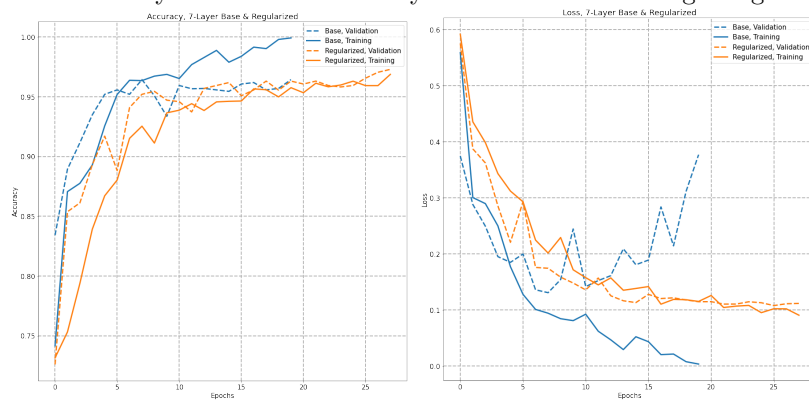 Accuracy, 7-Layer Base & Regularized
1.00
0.95
0.90
0.85
0.80
0.75
Accuracy
0
5
10
15
20
25
Epochs
Base, Validation
Base, Training
Regularized, Validation
Regularized, Training
Loss, 7-Layer Base & Regularized
0.6
0.5
0.4
0.3
0.2
0.1
0.0
Loss
0
5
10
15
20
25
Epochs
Base, Validation
Base, Training
Regularized, Validation
Regularized, Training